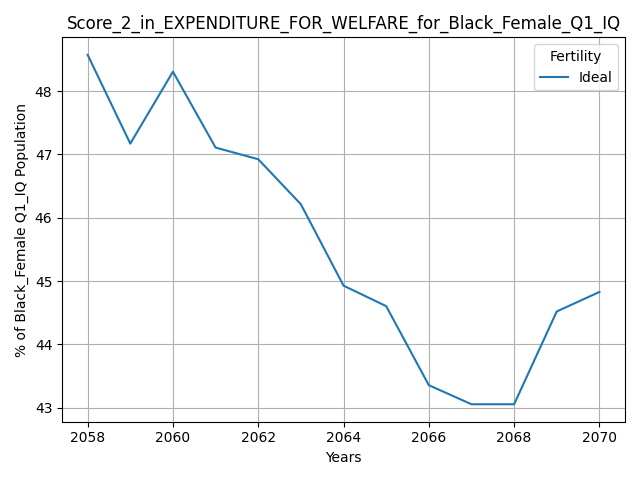 Score_2_in_EXPENDITURE_FOR_WELFARE_for_Black_Female_Q1_IQ
Fertility
Ideal
% of Black_Female Q1_IQ Population
48
47
46
45
44
43
2058 2060 2062 2064 2066 2068 2070
Years